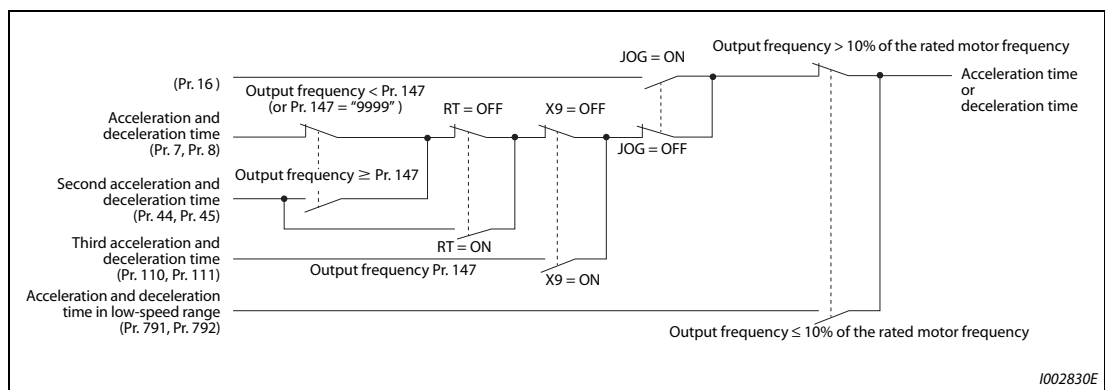 Output frequency > 10% of the rated motor frequency
JOG = ON
(Pr. 16 )
Acceleration time
or
deceleration time
Output frequency < Pr. 147
(or Pr. 147 = "9999" )
RT = OFF
X9 = OFF
Acceleration and
deceleration time
(Pr. 7, Pr. 8)
JOG = OFF
Output frequency ≥ Pr. 147
Second acceleration and
deceleration time
(Pr. 44, Pr. 45)
RT = ON
Third acceleration and
deceleration time
(Pr. 110, Pr. 111)
Output frequency Pr. 147
X9 = ON
Acceleration and deceleration
time in low-speed range
(Pr. 791, Pr. 792)
Output frequency ≤ 10% of the rated motor frequency
I002830E